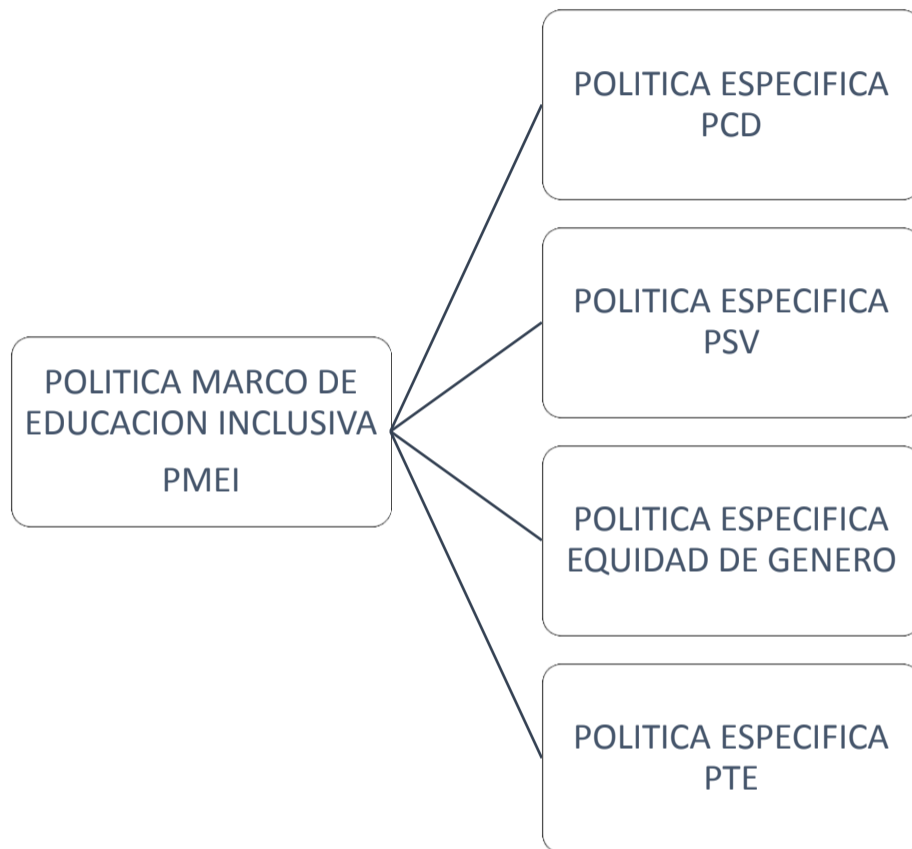 POLITICA MARCO DE
EDUCACION INCLUSIVA
PMEI
POLITICA ESPECIFICA
PCD
POLITICA ESPECIFICA
PSV
POLITICA ESPECIFICA
EQUIDAD DE GENERO
POLITICA ESPECIFICA
PTE